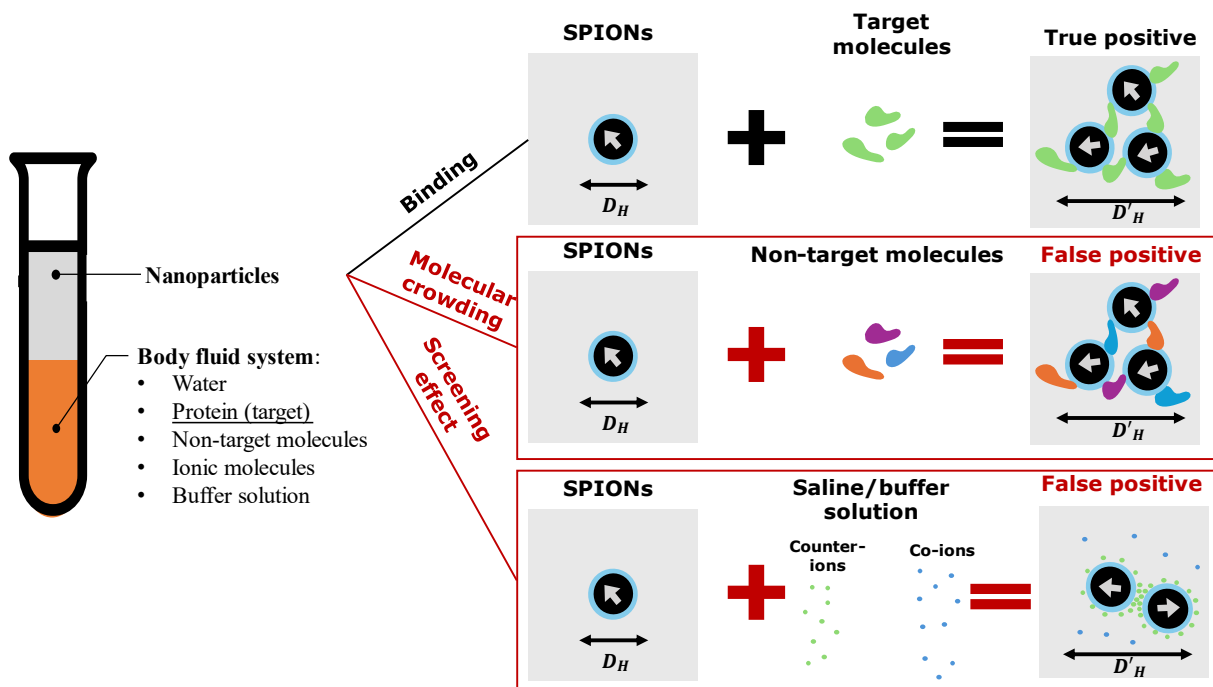 Nanoparticles
Body fluid system:
• Water
• Protein (target)
• Non-target molecules
• Ionic molecules
• Buffer solution
Binding
Molecular
crowding
Screening
effect
SPIONs
Target
molecules
True positive
D_H
D'_H
SPIONs
Non-target molecules
False positive
D_H
D'_H
SPIONs
Saline/buffer
solution
False positive
Counter-
ions
Co-ions
D_H
D'_H